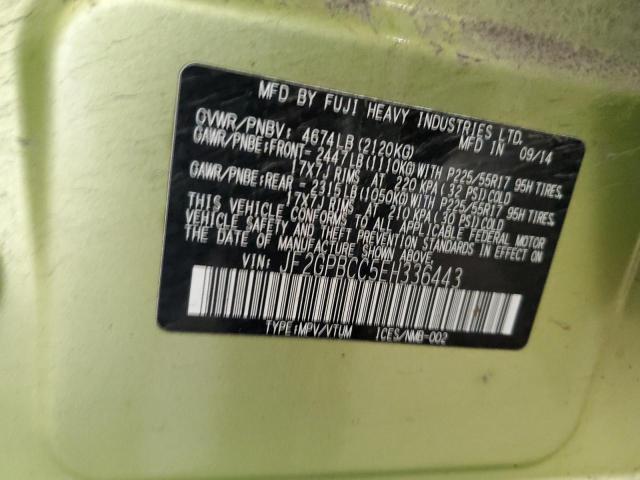 MFD BY FUJI HEAVY INDUSTRIES LTD.
GVWR/PNBV: 4674LB (2120KG) MFD IN 09/14
GAWR/PNBE:FRONT- 2447LB (1110KG) WITH P225/55R17 95H TIRES,
17X7J RIMS, AT 220 KPA (32 PSI) COLD
GAWR/PNBE:REAR - 2315LB (1050KG) WITH P225/55R17 95H TIRES,
17X7J RIMS, AT 210 KPA (30 PSI) COLD
THIS VEHICLE CONFORMS TO ALL APPLICABLE FEDERAL MOTOR
VEHICLE SAFETY AND THEFT PREVENTION STANDARDS IN EFFECT ON
THE DATE OF MANUFACTURE SHOWN ABOVE.
VIN: JF2GPBCC5EH336443
TYPE:MPV/VTUM ICES/NMB-002